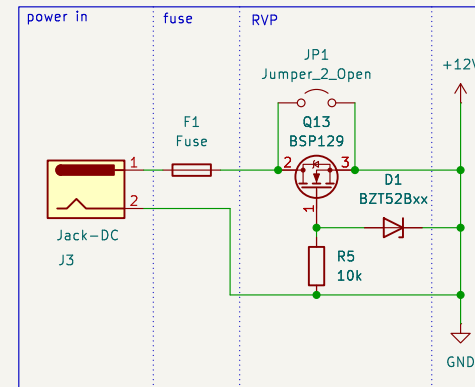 power in
fuse
RVP
JP1
Jumper_2_Open
+12V
F1
Fuse
Q13
BSP129
1
2
3
D1
BZT52Bxx
2
1
Jack-DC
J3
R5
10k
GND